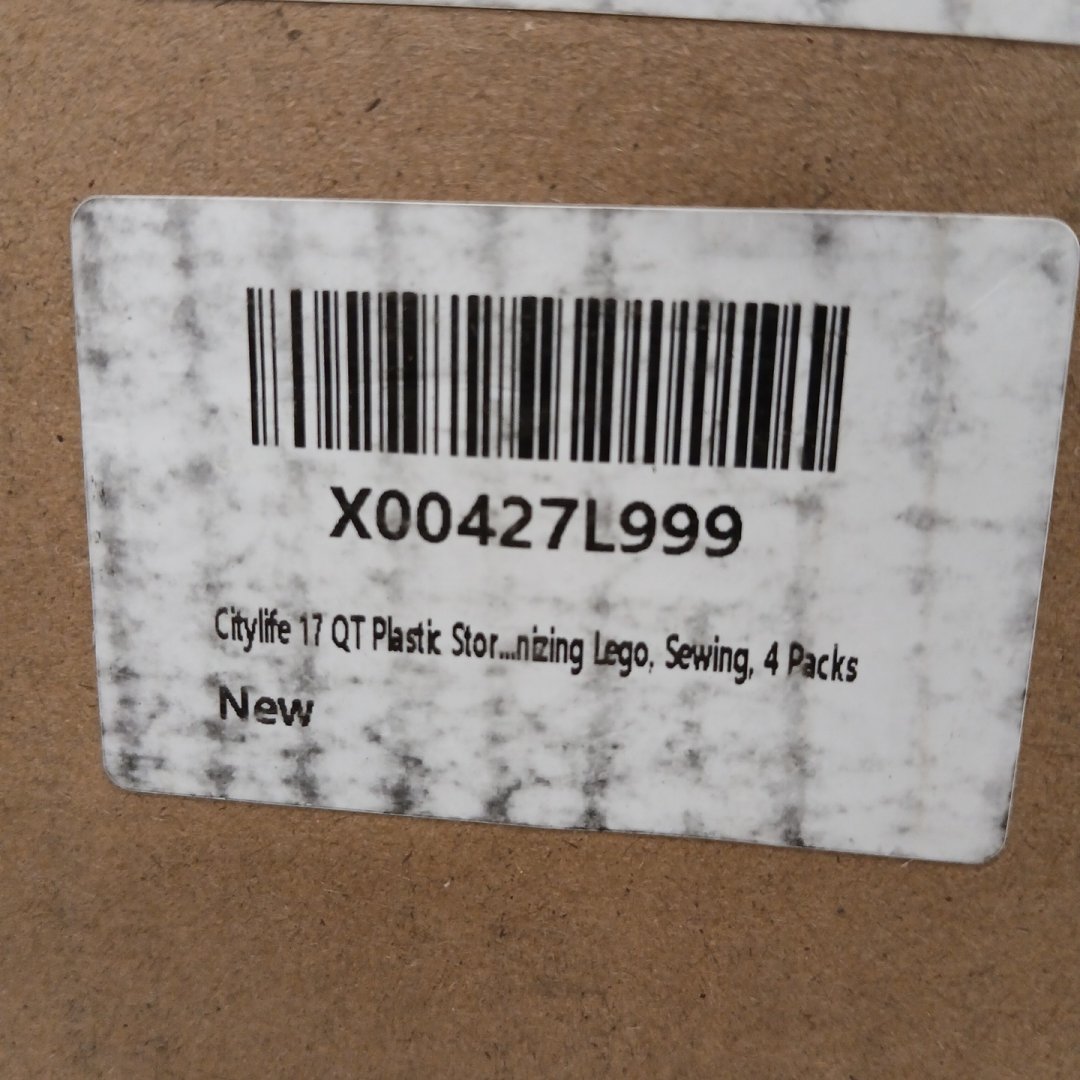 X00427L999
Citylife 17 QT Plastic Stor...nizing Lego, Sewing, 4 Packs
New